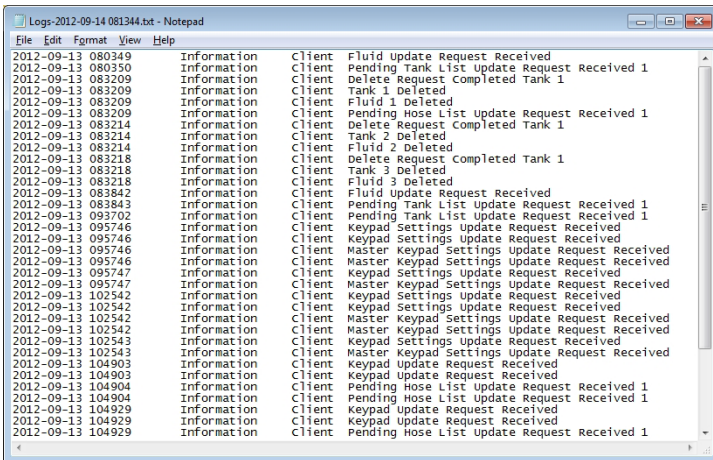 Logs-2012-09-14 081344.txt - Notepad
File Edit Format View Help
2012-09-13 080349 Information Client Fluid Update Request Received
2012-09-13 080350 Information Client Pending Tank List Update Request Received 1
2012-09-13 083209 Information Client Delete Request Completed Tank 1
2012-09-13 083209 Information Client Tank 1 Deleted
2012-09-13 083209 Information Client Fluid 1 Deleted
2012-09-13 083209 Information Client Pending Hose List Update Request Received 1
2012-09-13 083214 Information Client Delete Request Completed Tank 1
2012-09-13 083214 Information Client Tank 2 Deleted
2012-09-13 083214 Information Client Fluid 2 Deleted
2012-09-13 083218 Information Client Delete Request Completed Tank 1
2012-09-13 083218 Information Client Tank 3 Deleted
2012-09-13 083218 Information Client Fluid 3 Deleted
2012-09-13 083842 Information Client Fluid Update Request Received
2012-09-13 083843 Information Client Pending Tank List Update Request Received 1
2012-09-13 093702 Information Client Pending Tank List Update Request Received 1
2012-09-13 095746 Information Client Keypad Settings Update Request Received
2012-09-13 095746 Information Client Keypad Settings Update Request Received
2012-09-13 095746 Information Client Master Keypad Settings Update Request Received
2012-09-13 095746 Information Client Master Keypad Settings Update Request Received
2012-09-13 095747 Information Client Keypad Settings Update Request Received
2012-09-13 095747 Information Client Master Keypad Settings Update Request Received
2012-09-13 102542 Information Client Keypad Settings Update Request Received
2012-09-13 102542 Information Client Keypad Settings Update Request Received
2012-09-13 102542 Information Client Master Keypad Settings Update Request Received
2012-09-13 102542 Information Client Master Keypad Settings Update Request Received
2012-09-13 102543 Information Client Keypad Settings Update Request Received
2012-09-13 102543 Information Client Master Keypad Settings Update Request Received
2012-09-13 104903 Information Client Keypad Update Request Received
2012-09-13 104903 Information Client Keypad Update Request Received
2012-09-13 104904 Information Client Pending Hose List Update Request Received 1
2012-09-13 104904 Information Client Pending Hose List Update Request Received 1
2012-09-13 104929 Information Client Keypad Update Request Received
2012-09-13 104929 Information Client Keypad Update Request Received
2012-09-13 104929 Information Client Pending Hose List Update Request Received 1